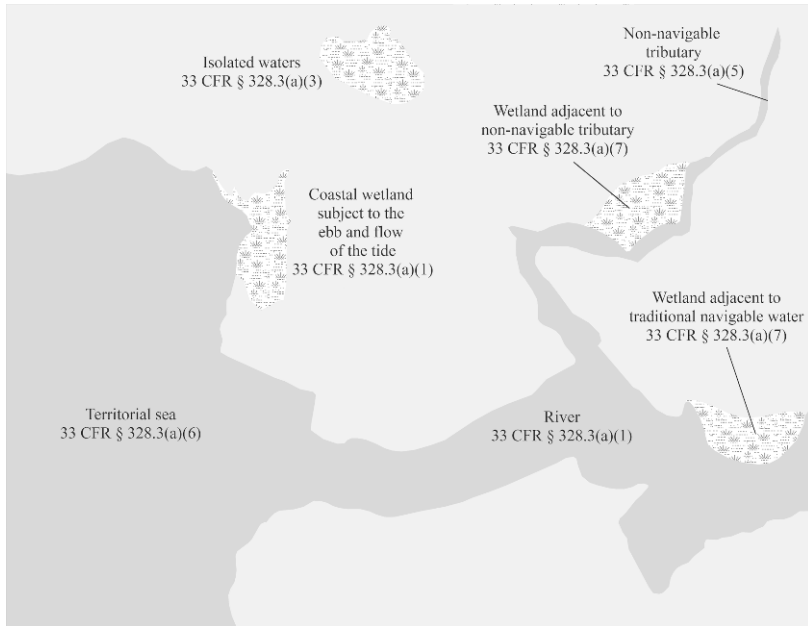 Isolated waters
33 CFR § 328.3(a)(3)
Non-navigable
tributary
33 CFR § 328.3(a)(5)
Wetland adjacent to
non-navigable tributary
33 CFR § 328.3(a)(7)
Coastal wetland
subject to the
ebb and flow
of the tide
33 CFR § 328.3(a)(1)
Wetland adjacent to
traditional navigable water
33 CFR § 328.3(a)(7)
Territorial sea
33 CFR § 328.3(a)(6)
River
33 CFR § 328.3(a)(1)